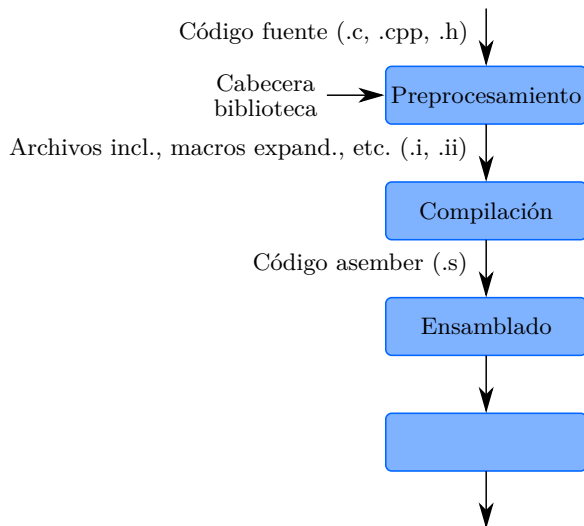 Código fuente (.c, .cpp, .h)
Cabecera
biblioteca
Preprocesamiento
Archivos incl., macros expand., etc. (.i, .ii)
Compilación
Código asember (.s)
Ensamblado